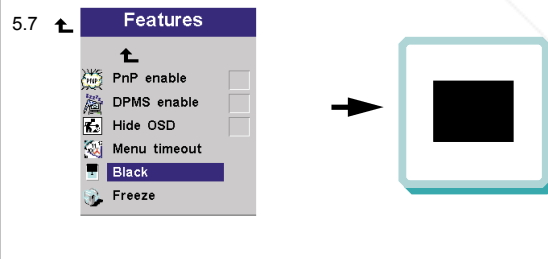 5.7
Features
PnP enable
DPMS enable
Hide OSD
Menu timeout
Black
Freeze